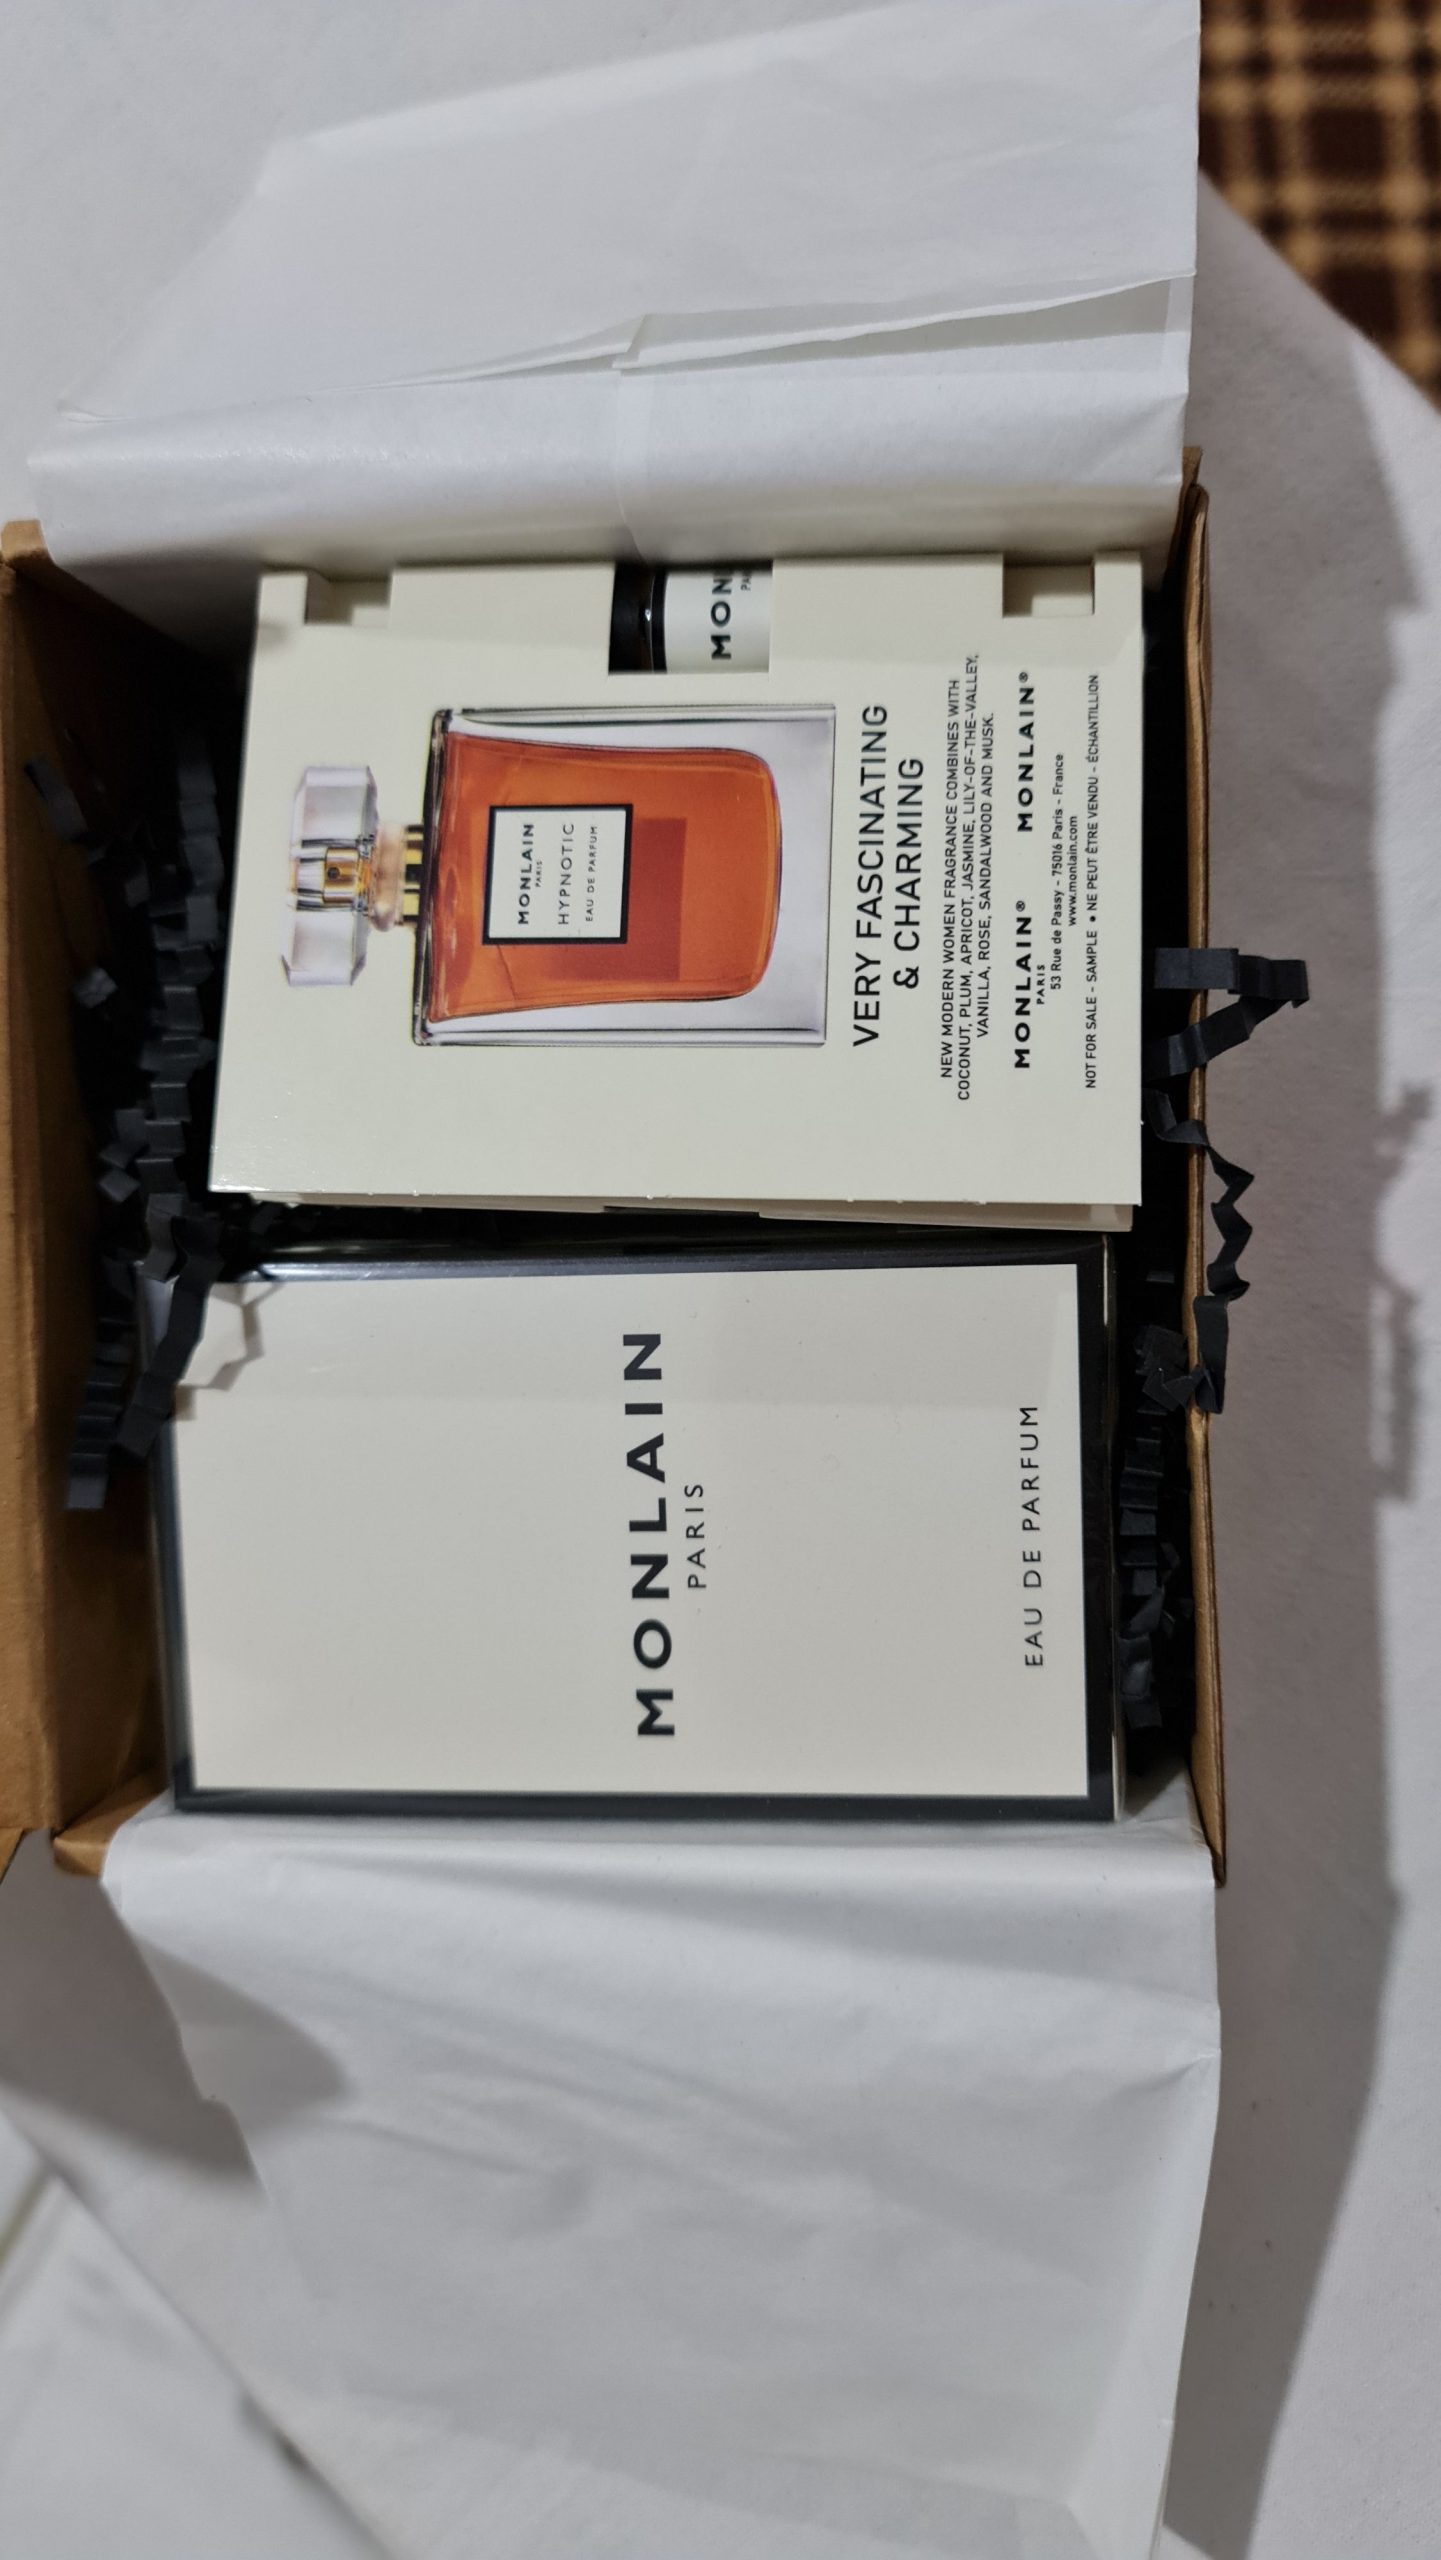 MONLAIN
PARIS
HYPNOTIC
EAU DE PARFUM
VERY FASCINATING
& CHARMING
NEW MODERN WOMEN FRAGRANCE COMBINES WITH
COCONUT, PLUM, APRICOT, JASMINE, LILY-OF-THE-VALLEY,
VANILLA, ROSE, SANDALWOOD AND MUSK.
MONLAIN® MONLAIN®
PARIS
53 Rue de Passy - 75016 Paris - France
www.monlain.com
NOT FOR SALE - SAMPLE • NE PEUT ÊTRE VENDU - ÉCHANTILLION
MONLAIN
PARIS
EAU DE PARFUM